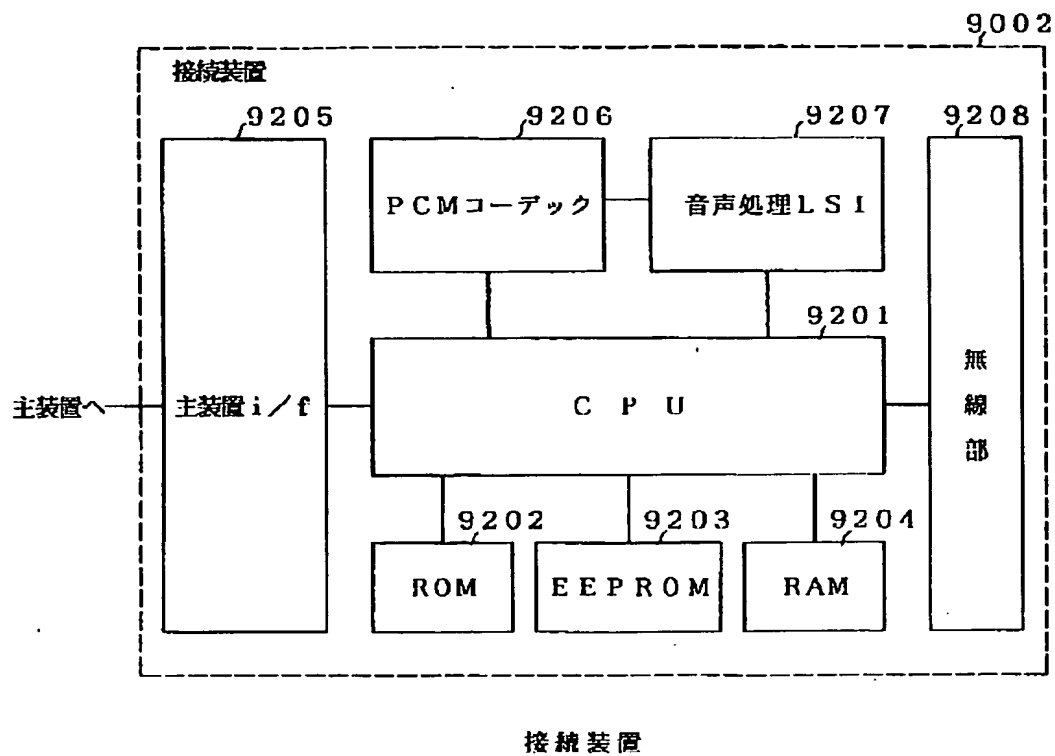 9002
接続装置
9205
9206
9207
9208
PCMコーデック
音声処理LSI
9201
主装置へ
主装置i/f
CPU
無線部
9202
9203
9204
ROM
EEPROM
RAM
接続装置